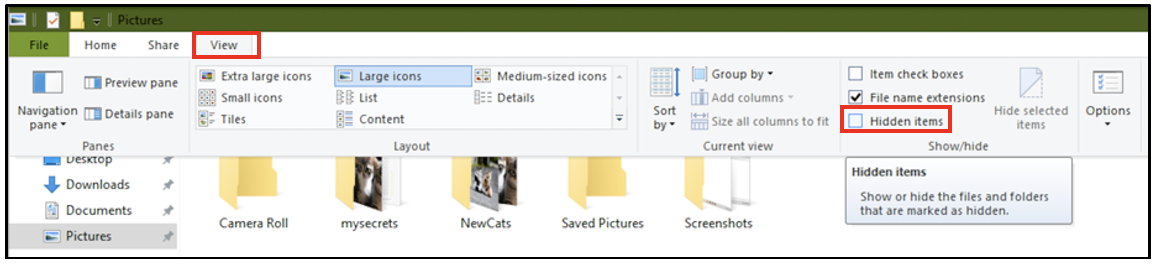 Pictures
File Home Share View
Navigation pane
Preview pane
Details pane
Panes
Extra large icons Large icons Medium-sized icons
Small icons List Details
Tiles Content
Layout
Sort by
Group by
Add columns
Size all columns to fit
Current view
Item check boxes
File name extensions
Hidden items
Hide selected items
Show/hide
Options
Desktop
Downloads
Documents
Pictures
Camera Roll mysecrets NewCats Saved Pictures Screenshots
Hidden items
Show or hide the files and folders
that are marked as hidden.